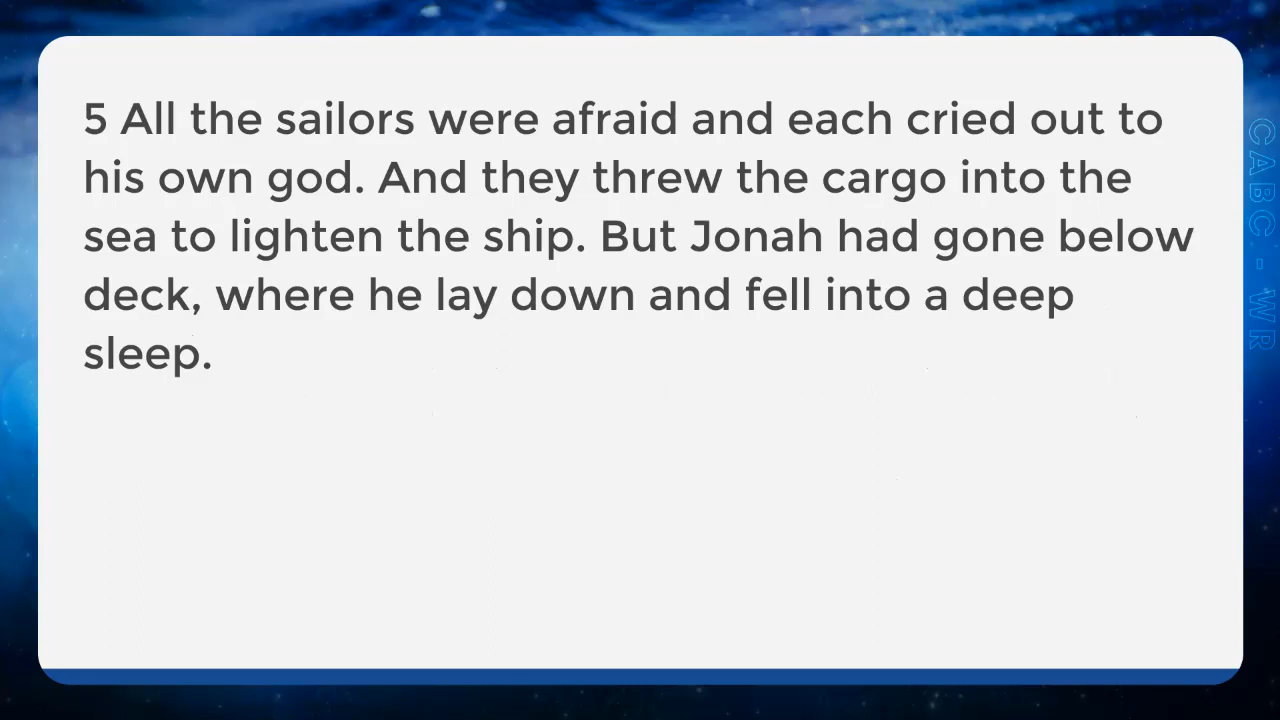 5 All the sailors were afraid and each cried out to
his own god. And they threw the cargo into the
sea to lighten the ship. But Jonah had gone below
deck, where he lay down and fell into a deep
sleep.
CABC - WR